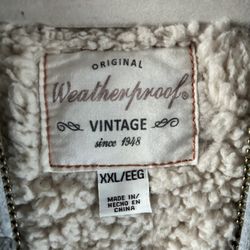 ORIGINAL
Weatherproof®
VINTAGE
since 1948
XXL/EEG
MADE IN/
HECHO EN
CHINA